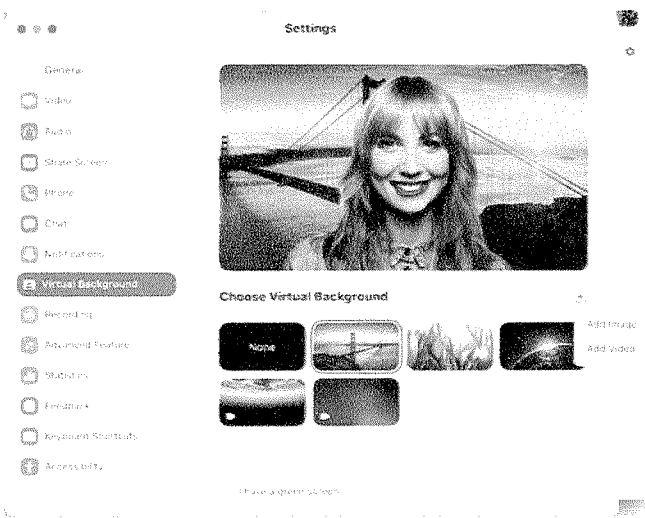 Settings
General
Video
Audio
Share Screen
Phone
Chat
Notifications
Virtual Background
Recording
Advanced Feature
Statistics
Feedback
Keyboard Shortcuts
Accessibility
Choose Virtual Background
None
Add Image
Add Video
I have a green screen